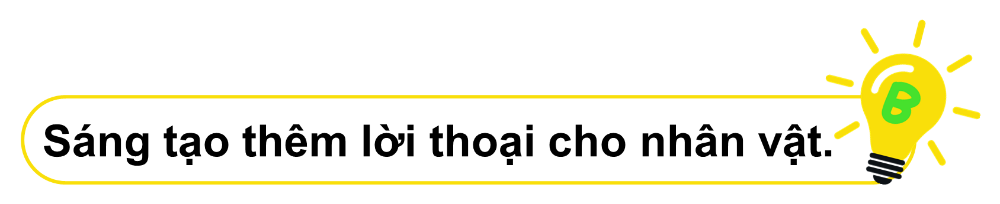 B
Sáng tạo thêm lời thoại cho nhân vật.